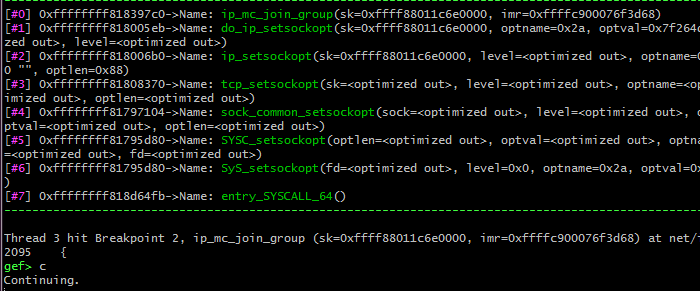 [#0] 0xffffffff818397c0->Name: ip_mc_join_group(sk=0xffff88011c6e0000, imr=0xffffc900076f3d68)
[#1] 0xffffffff818005eb->Name: do_ip_setsockopt(sk=0xffff88011c6e0000, optname=0x2a, optval=0x7f264c
zed out>, level=<optimized out>)
[#2] 0xffffffff818006b0->Name: ip_setsockopt(sk=0xffff88011c6e0000, level=<optimized out>, optname=0
0 "", optlen=0x88)
[#3] 0xffffffff81808370->Name: tcp_setsockopt(sk=<optimized out>, level=<optimized out>, optname=<op
imized out>, optlen=<optimized out>)
[#4] 0xffffffff81797104->Name: sock_common_setsockopt(sock=<optimized out>, level=<optimized out>, o
ptval=<optimized out>, optlen=<optimized out>)
[#5] 0xffffffff81795d80->Name: SYSC_setsockopt(optlen=<optimized out>, optval=<optimized out>, optna
=<optimized out>, fd=<optimized out>)
[#6] 0xffffffff81795d80->Name: SyS_setsockopt(fd=<optimized out>, level=0x0, optname=0x2a, optval=0x
)
[#7] 0xffffffff818d64fb->Name: entry_SYSCALL_64()
Thread 3 hit Breakpoint 2, ip_mc_join_group (sk=0xffff88011c6e0000, imr=0xffffc900076f3d68) at net/
2095 {
gef> c
Continuing.